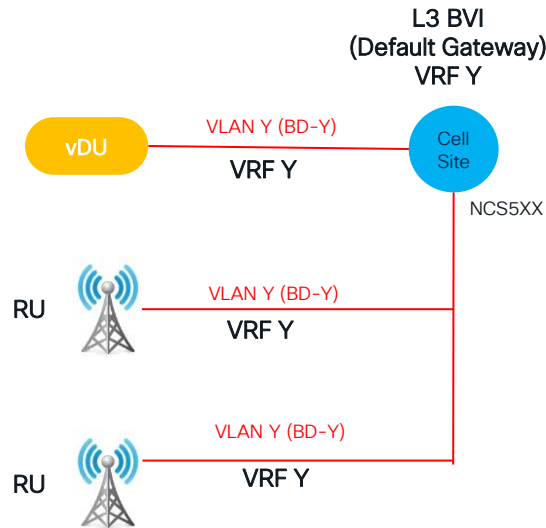 L3 BVI
(Default Gateway)
VRF Y
VLAN Y (BD-Y)
vDU
Cell
Site
VRF Y
NCS5XX
VLAN Y (BD-Y)
RU
VRF Y
VLAN Y (BD-Y)
RU
VRF Y